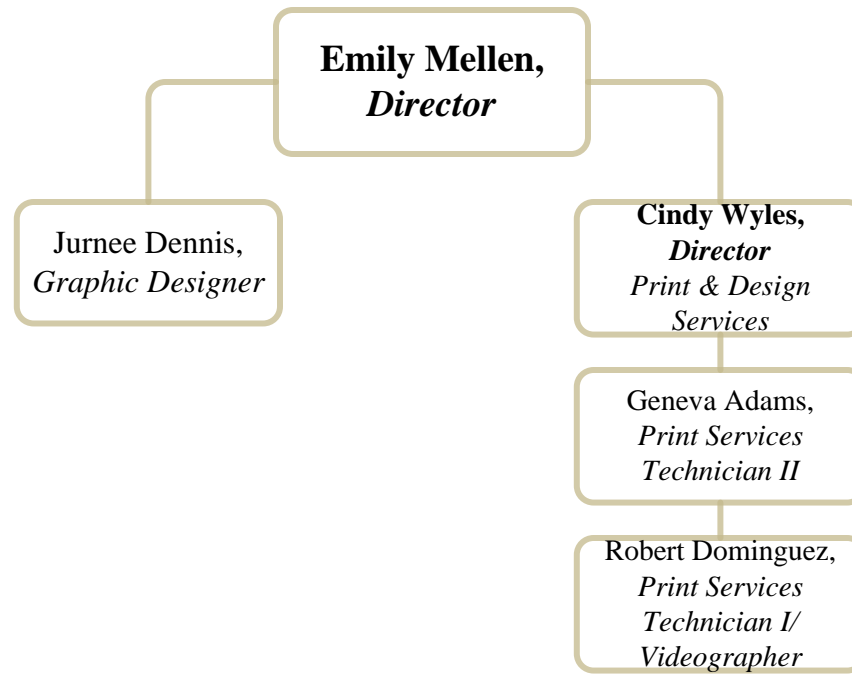 Emily Mellen,
Director
Jurnee Dennis,
Graphic Designer
Cindy Wyles,
Director
Print & Design
Services
Geneva Adams,
Print Services
Technician II
Robert Dominguez,
Print Services
Technician I/
Videographer